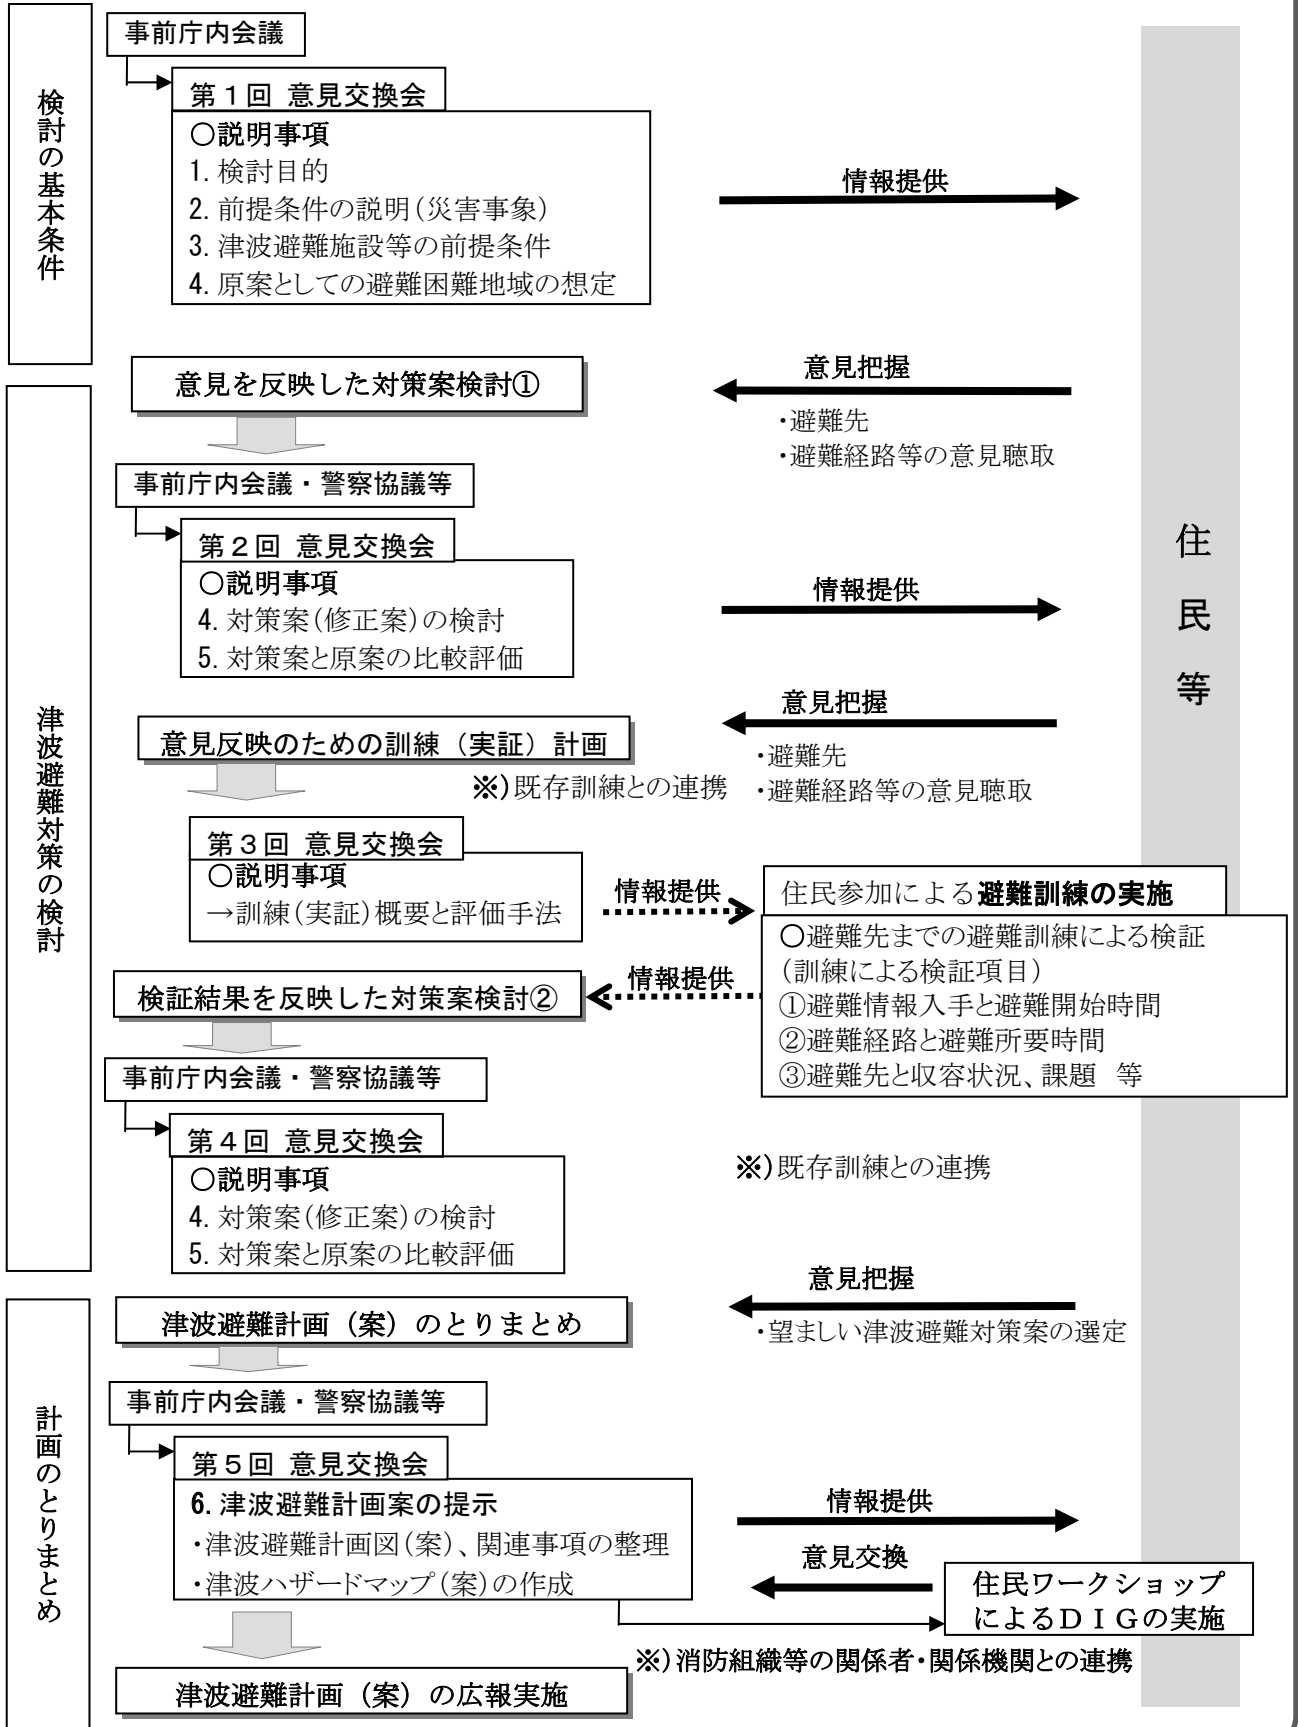 検討の基本条件
事前庁内会議
第1回 意見交換会
○説明事項
1. 検討目的
2. 前提条件の説明(災害事象)
3. 津波避難施設等の前提条件
4. 原案としての避難困難地域の想定
情報提供
住民等
津波避難対策の検討
意見を反映した対策案検討①
意見把握
・避難先
・避難経路等の意見聴取
事前庁内会議・警察協議等
第2回 意見交換会
○説明事項
4. 対策案(修正案)の検討
5. 対策案と原案の比較評価
情報提供
意見把握
・避難先
・避難経路等の意見聴取
意見反映のための訓練(実証)計画
※)既存訓練との連携
第3回 意見交換会
○説明事項
→訓練(実証)概要と評価手法
情報提供
住民参加による避難訓練の実施
○避難先までの避難訓練による検証
(訓練による検証項目)
①避難情報入手と避難開始時間
②避難経路と避難所要時間
③避難先と収容状況、課題 等
情報提供
検証結果を反映した対策案検討②
事前庁内会議・警察協議等
第4回 意見交換会
○説明事項
4. 対策案(修正案)の検討
5. 対策案と原案の比較評価
※)既存訓練との連携
意見把握
・望ましい津波避難対策案の選定
計画のとりまとめ
津波避難計画(案)のとりまとめ
事前庁内会議・警察協議等
第5回 意見交換会
6. 津波避難計画案の提示
・津波避難計画図(案)、関連事項の整理
・津波ハザードマップ(案)の作成
情報提供
意見交換
住民ワークショップ
によるDIGの実施
※)消防組織等の関係者・関係機関との連携
津波避難計画(案)の広報実施